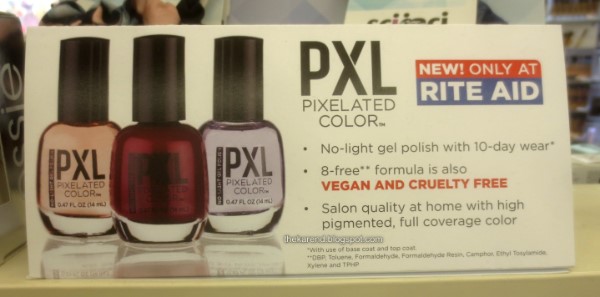 essie
PXL
PIXELATED
COLOR™
0.47 FL OZ (14 mL)
PXL
PXL
PIXELATED
COLOR™
0.47 FL OZ (14 mL)
PXL
PIXELATED
COLOR™
NEW! ONLY AT
RITE AID
• No-light gel polish with 10-day wear*
• 8-free** formula is also
VEGAN AND CRUELTY FREE
• Salon quality at home with high
pigmented, full coverage color
thekarend.blogspot.com
*With use of base coat and top coat.
**DBP, Toluene, Formaldehyde, Formaldehyde Resin, Camphor, Ethyl Tosylamide,
Xylene and TPHP